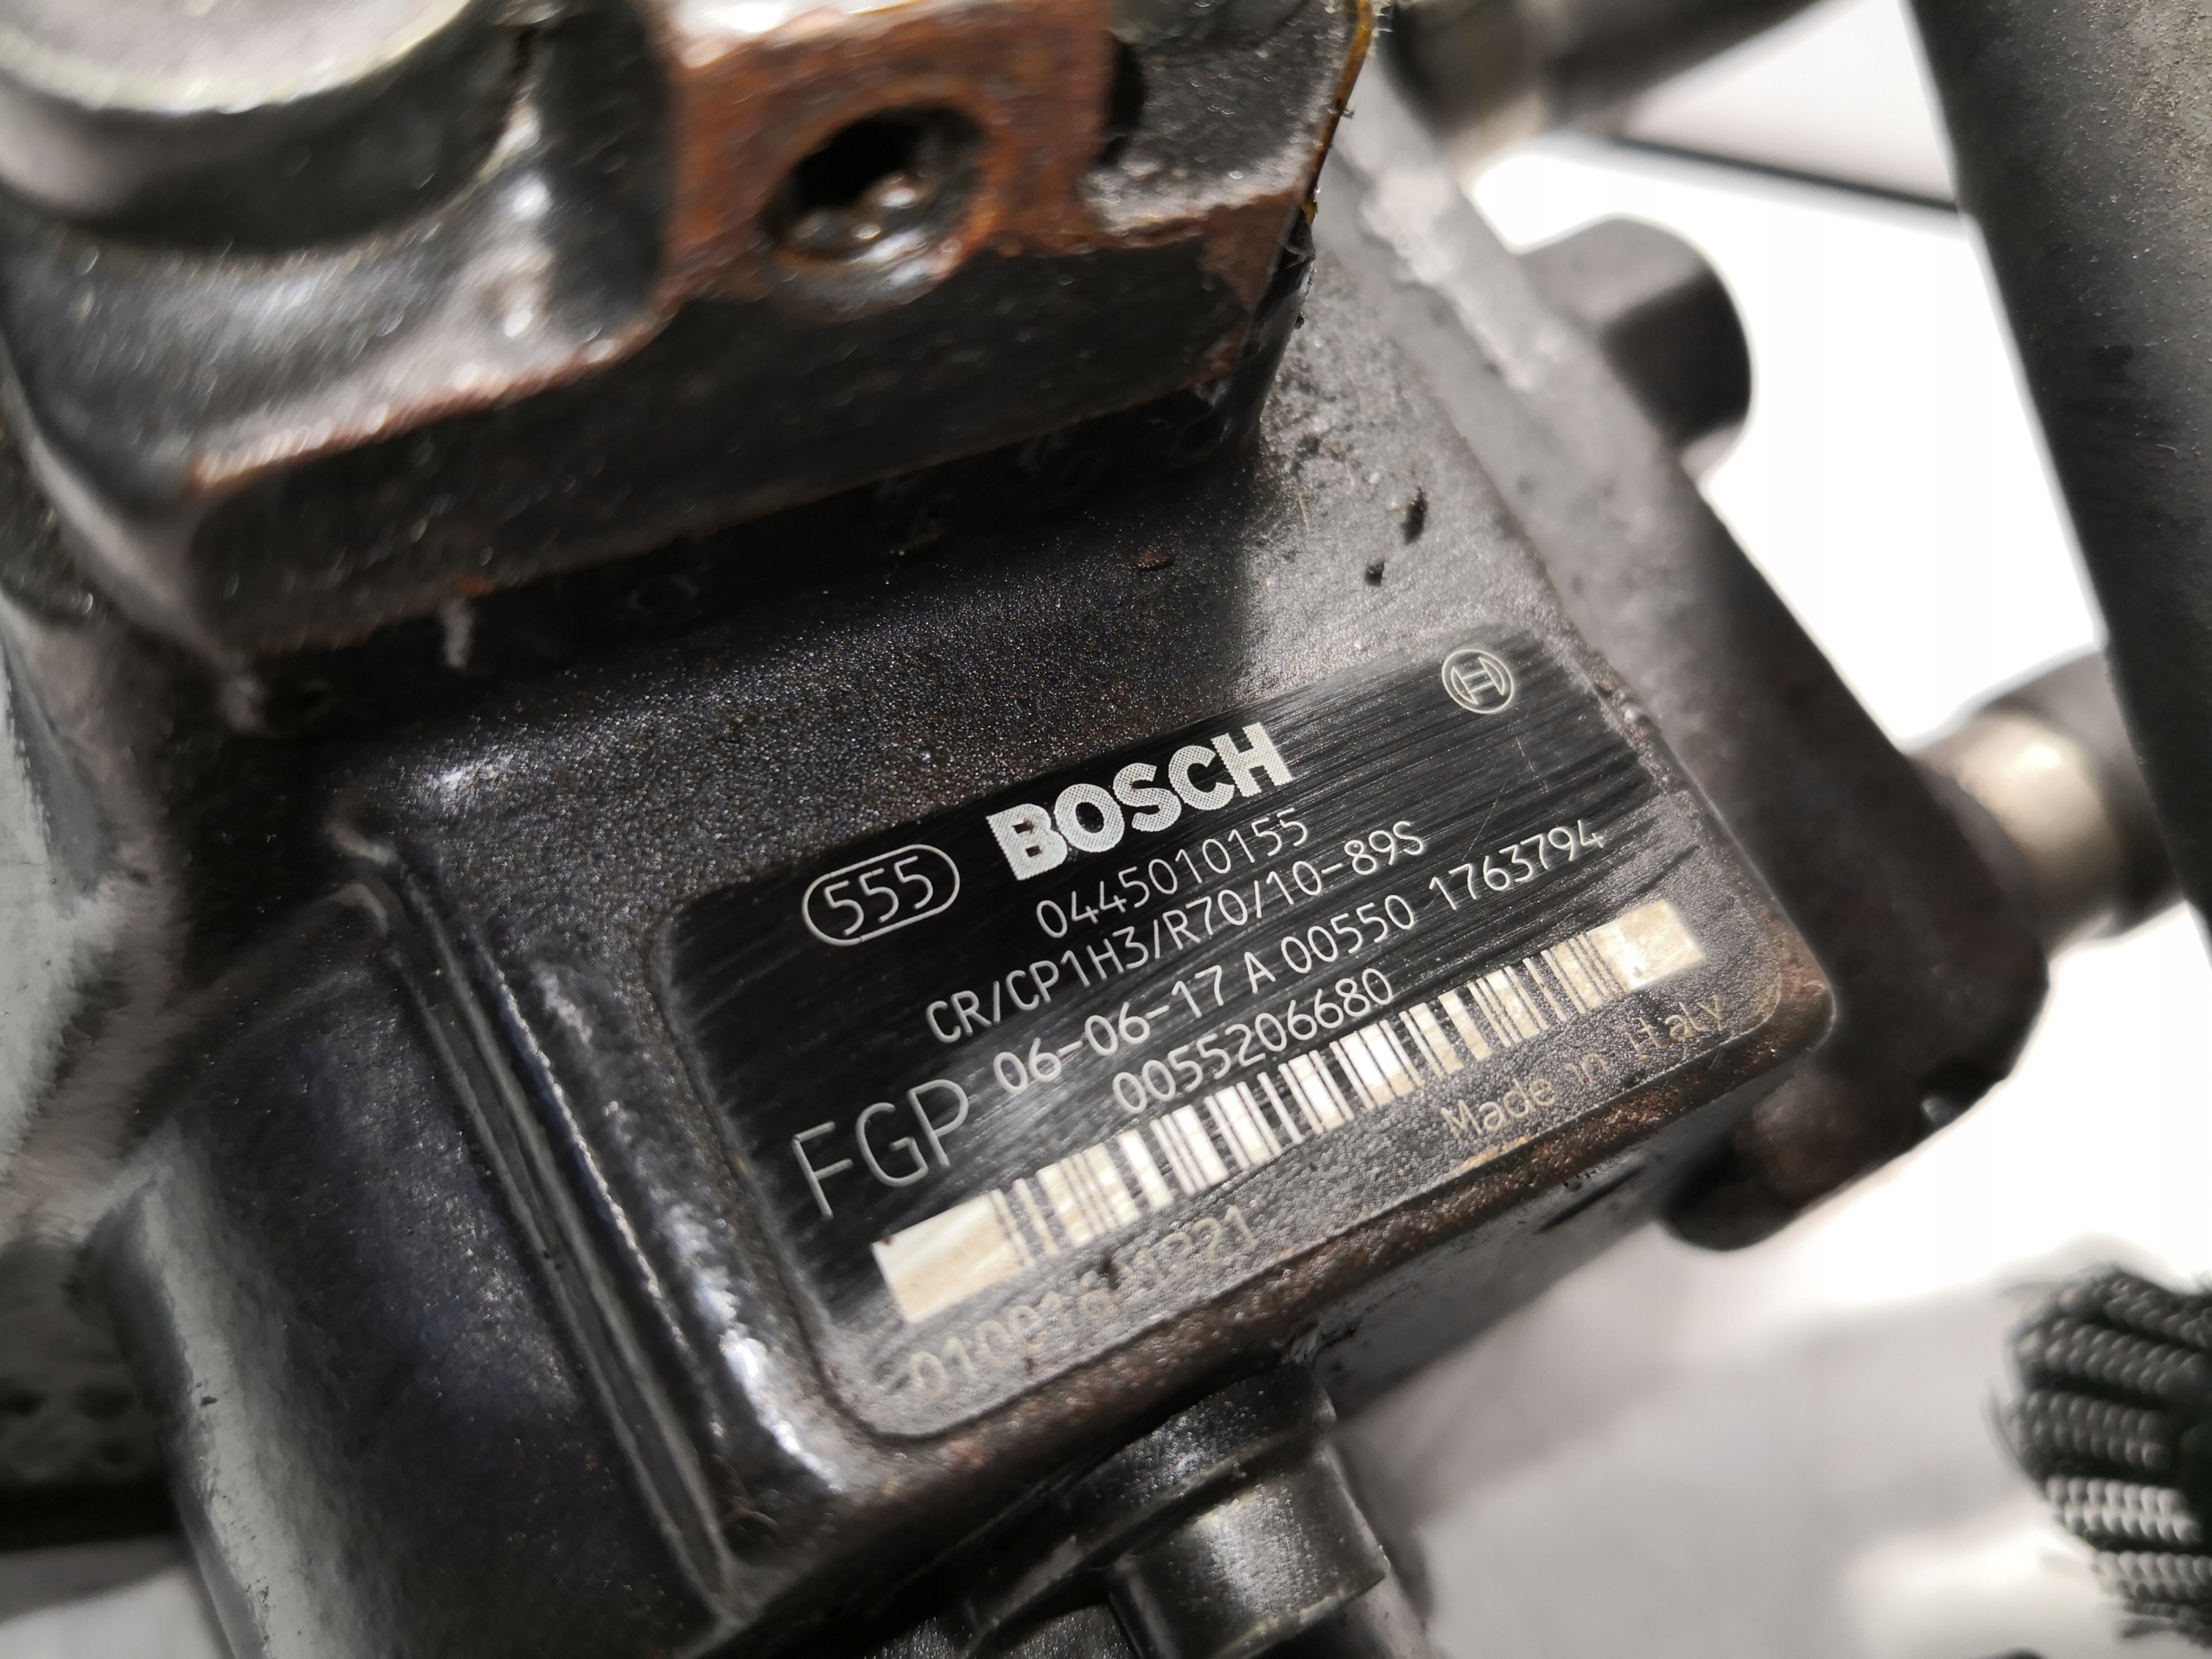 555 BOSCH
0445010155
CR/CP1H3/R70/10-89S
FGP 06-06-17 A 00550 1763794
0055206680
Made in Italy